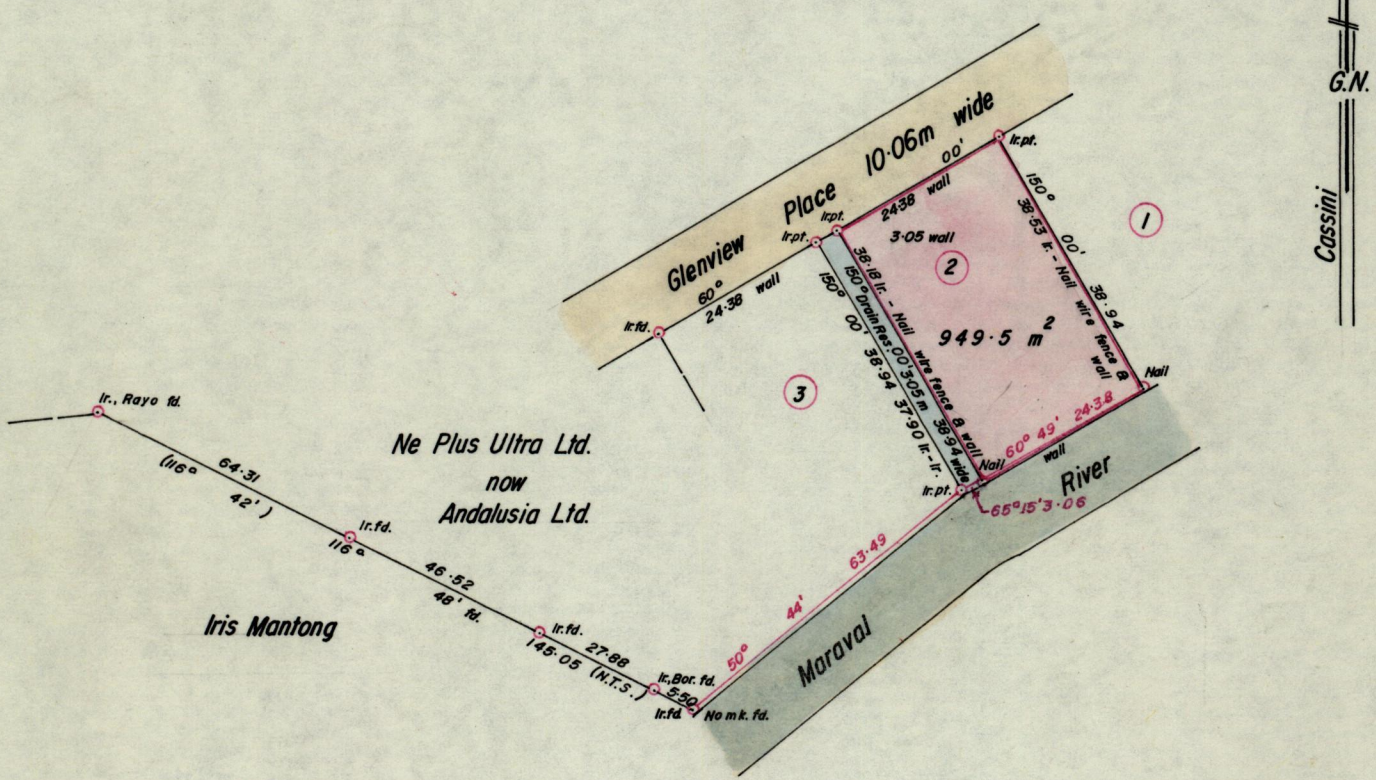 G.N.
Cassini
Glenview Place 10·06m wide
00'
Ir.pt.
24·38 wall
Ir.pt.
Ir.pt.
3·05 wall
2
1
150° 00' 38·94
38·53 Ir. - Nail wire fence & wall
60°
24·38 wall
Ir.fd.
38·18 Ir. - Nail wire fence & wall
150° 00' 38·94
Drain Res. 3·05 m wide
150° 00' 38·94
37·90 Ir. - Ir.
949·5 m²
3
Nail
60° 49' 24·38
wall
Nail
Ir.pt.
65°15' 3·06
Ir., Rayo fd.
64·31
(116° 42')
Ne Plus Ultra Ltd.
now
Andalusia Ltd.
Ir.fd.
116° 48' fd.
46·52
Iris Mantong
Ir.fd.
27·88
145·05 (N.T.S.)
Ir., Bor. fd.
5·50
Ir.fd
No mk. fd.
50° 44' 63·49
Maraval River